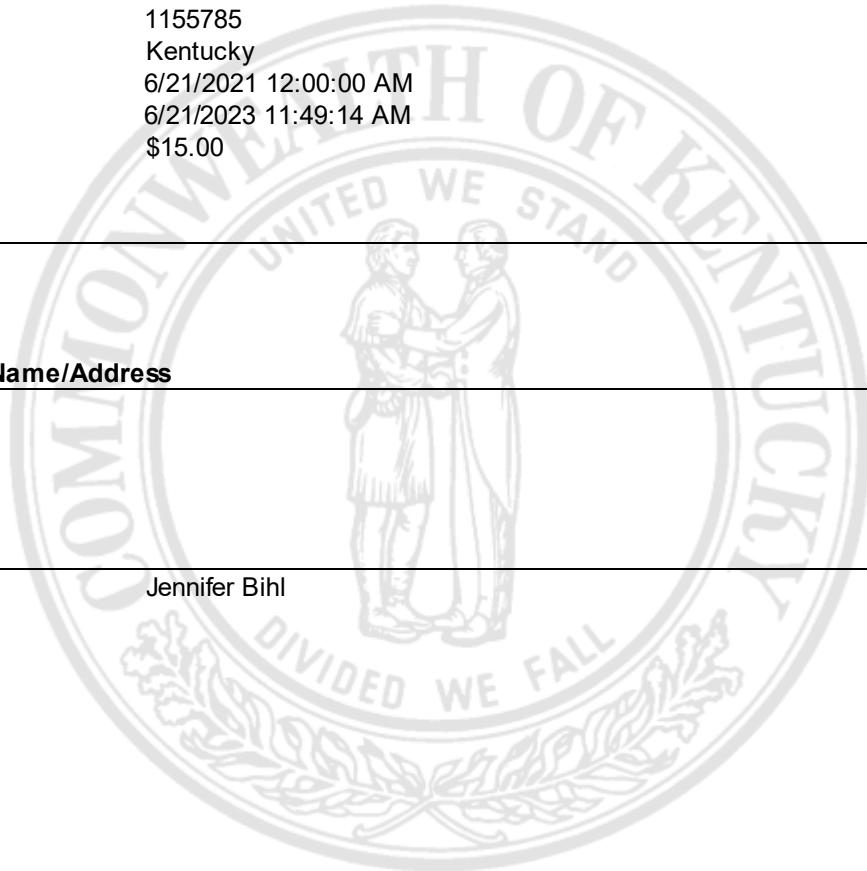 1155785
Kentucky
6/21/2021 12:00:00 AM
6/21/2023 11:49:14 AM
$15.00
COMMONWEALTH OF KENTUCKY
UNITED WE STAND
Name/Address
Jennifer Bihl
DIVIDED WE FALL